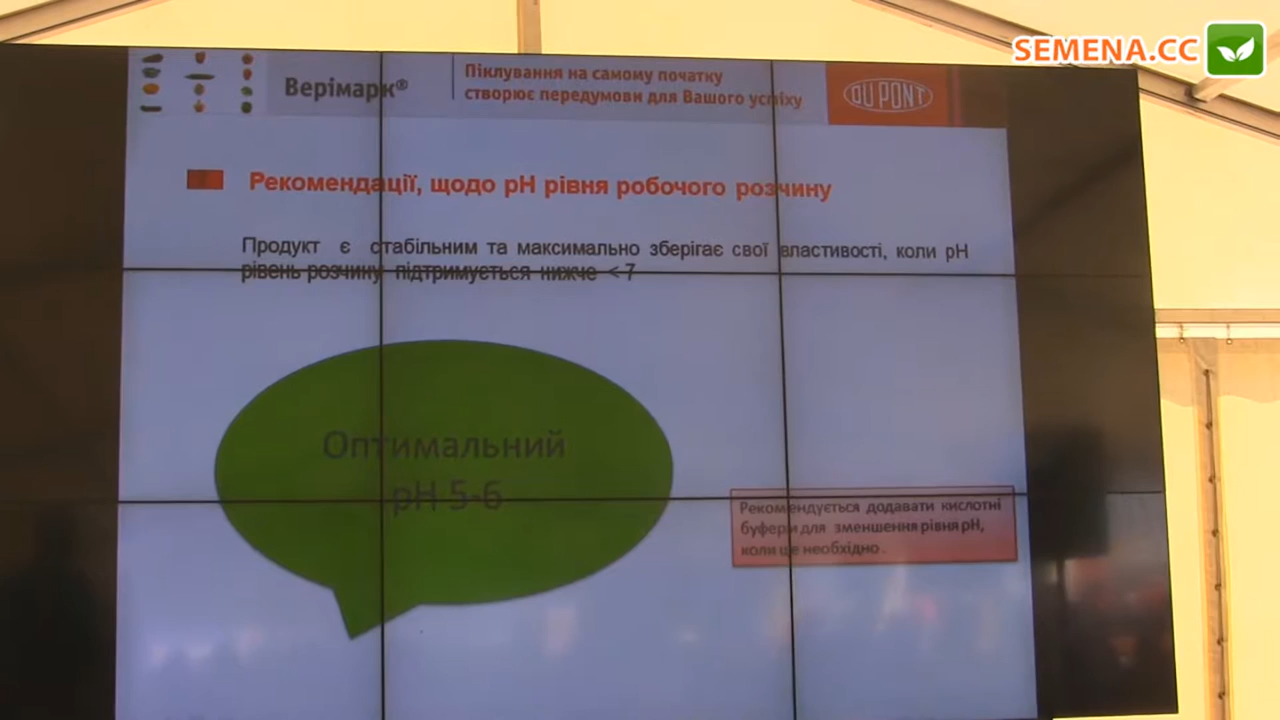 SEMENA.CC
Верімарк®
Піклування на самому початку
створює передумови для Вашого успіху
DU PONT
Рекомендації, щодо pH рівня робочого розчину
Продукт є стабільним та максимально зберігає свої властивості, коли pH
рівень розчину підтримується нижче < 7
Оптимальний
pH 5-6
Рекомендується додавати кислотні
буфери для зменшення рівня pH,
коли це необхідно.